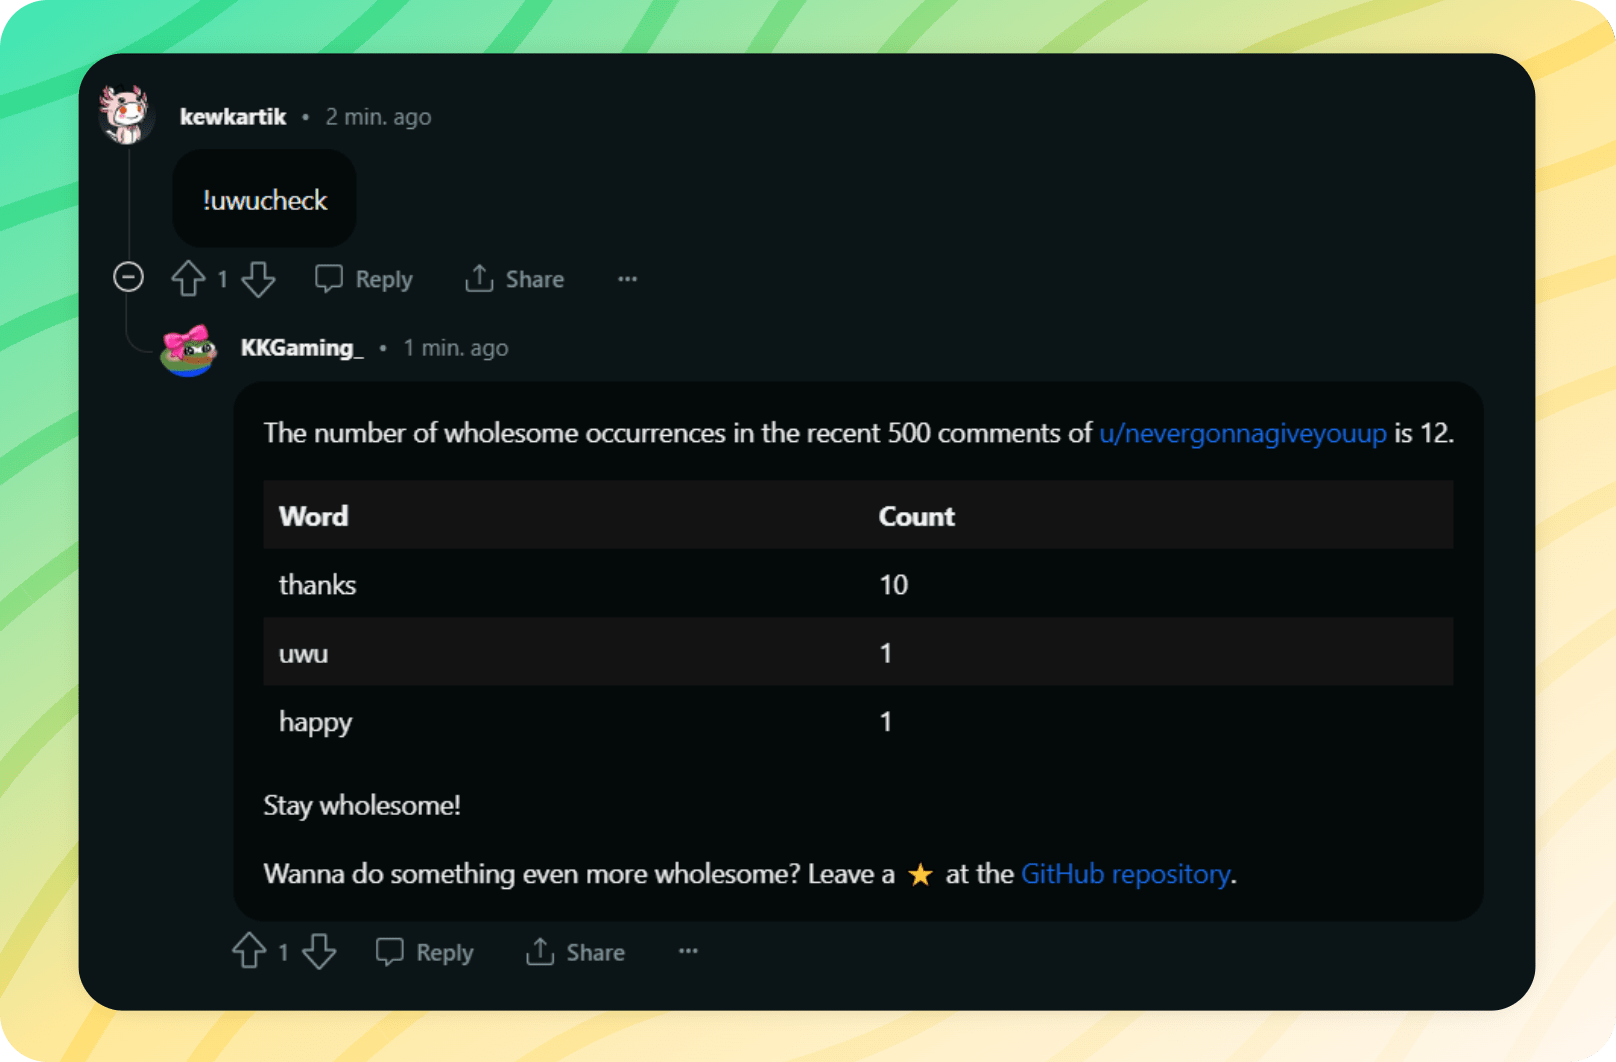 kewkartik • 2 min. ago
!uwucheck
1 Reply Share ...
KKGaming_ • 1 min. ago
The number of wholesome occurrences in the recent 500 comments of u/nevergonnagiveyouup is 12.
Word Count
thanks 10
uwu 1
happy 1
Stay wholesome!
Wanna do something even more wholesome? Leave a ⭐ at the GitHub repository.
1 Reply Share ...